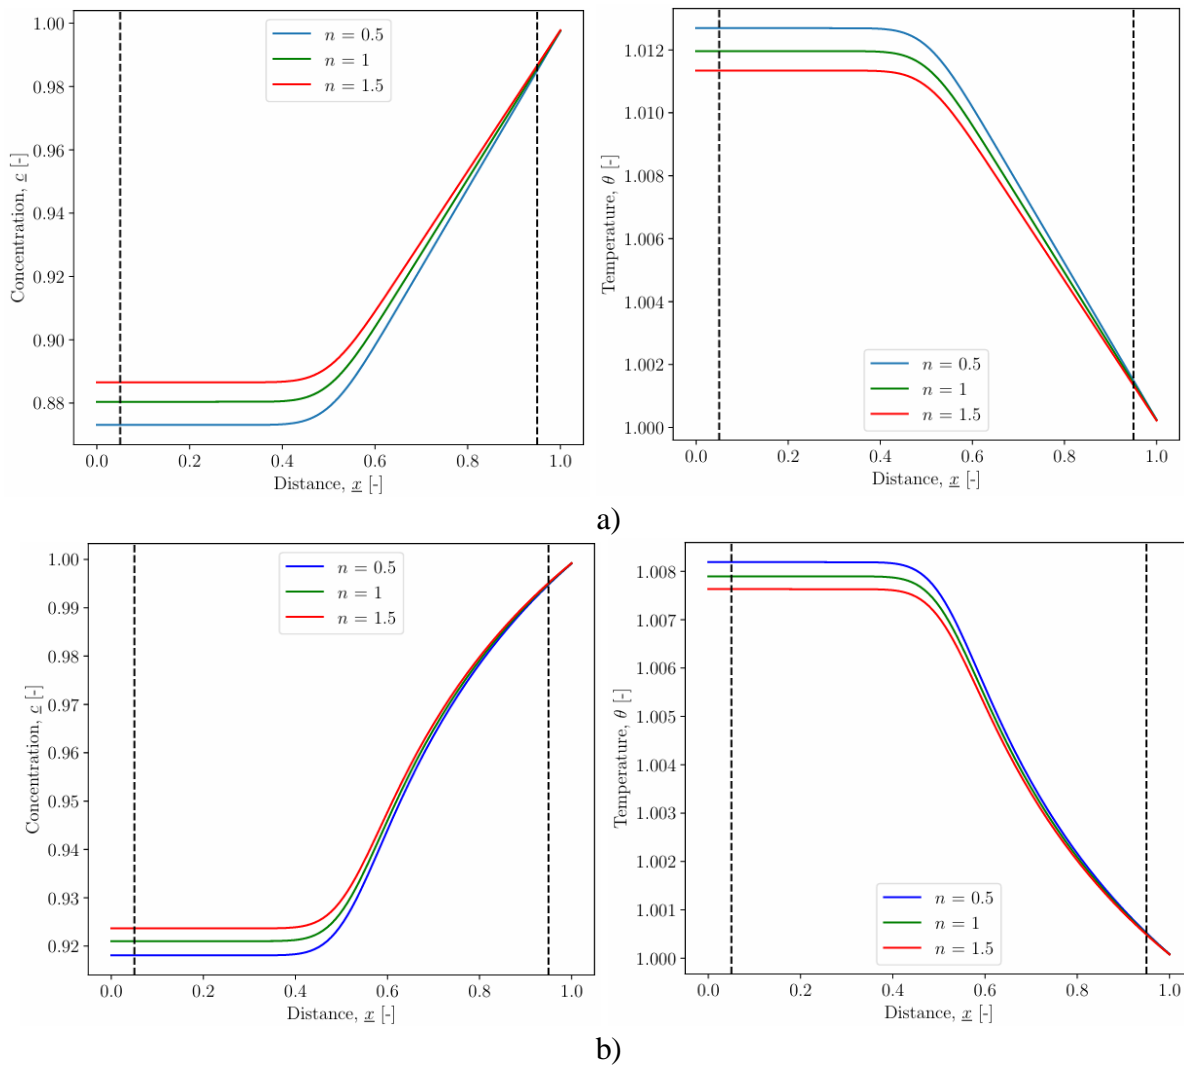 1.00
0.98
0.96
0.94
0.92
0.90
0.88
Concentration, c [-]
n = 0.5
n = 1
n = 1.5
0.0 0.2 0.4 0.6 0.8 1.0
Distance, x [-]
1.012
1.010
1.008
1.006
1.004
1.002
1.000
Temperature, θ [-]
n = 0.5
n = 1
n = 1.5
0.0 0.2 0.4 0.6 0.8 1.0
Distance, x [-]
a)
1.00
0.99
0.98
0.97
0.96
0.95
0.94
0.93
0.92
Concentration, c [-]
n = 0.5
n = 1
n = 1.5
0.0 0.2 0.4 0.6 0.8 1.0
Distance, x [-]
1.008
1.007
1.006
1.005
1.004
1.003
1.002
1.001
1.000
Temperature, θ [-]
n = 0.5
n = 1
n = 1.5
0.0 0.2 0.4 0.6 0.8 1.0
Distance, x [-]
b)